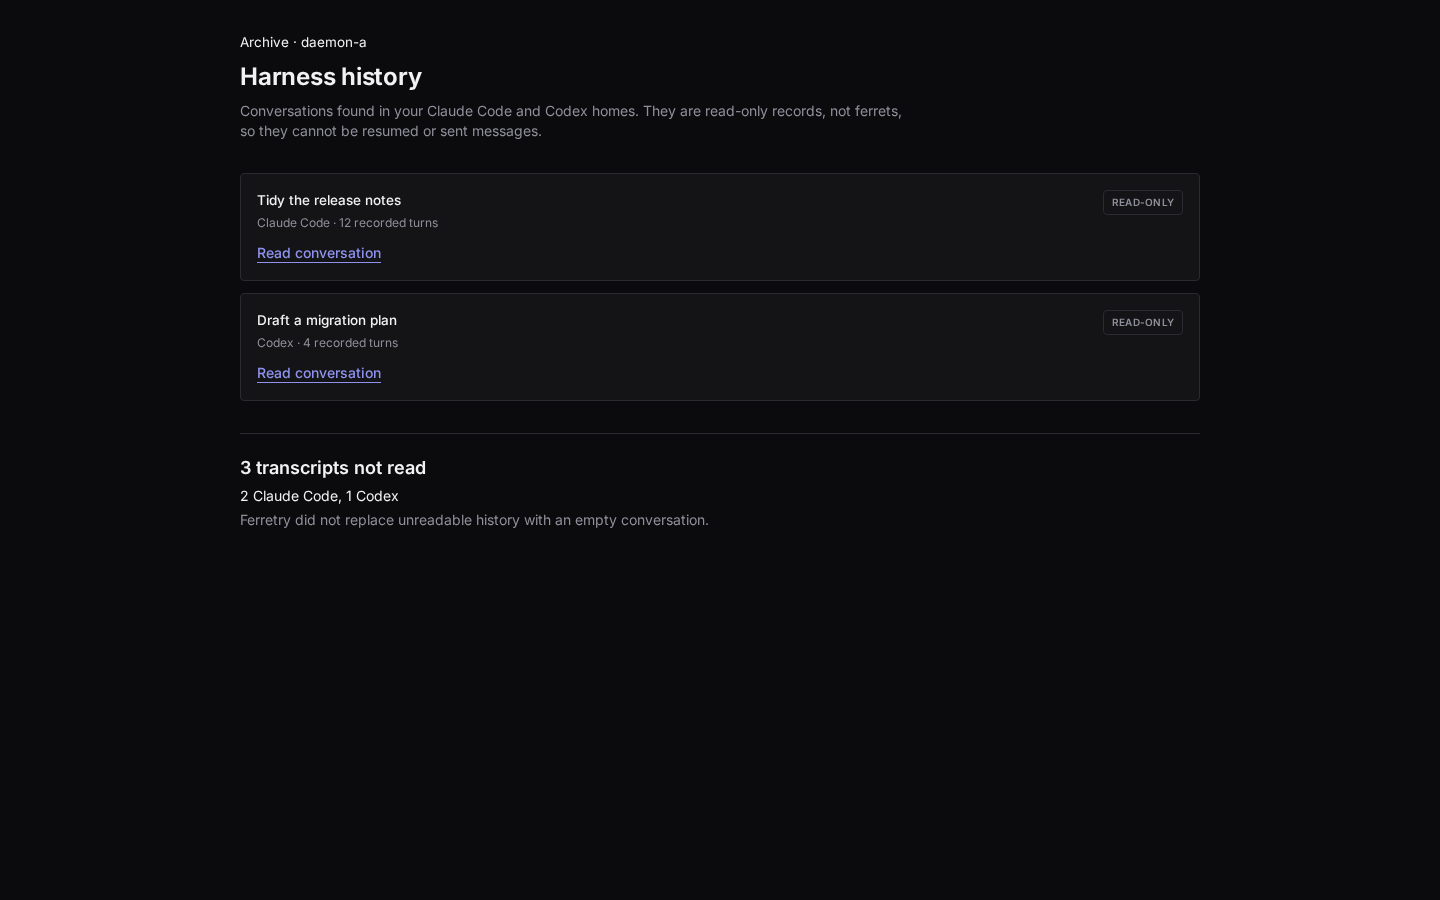 Archive · daemon-a
Harness history
Conversations found in your Claude Code and Codex homes. They are read-only records, not ferrets,
so they cannot be resumed or sent messages.
Tidy the release notes
READ-ONLY
Claude Code · 12 recorded turns
Read conversation
Draft a migration plan
READ-ONLY
Codex · 4 recorded turns
Read conversation
3 transcripts not read
2 Claude Code, 1 Codex
Ferretry did not replace unreadable history with an empty conversation.